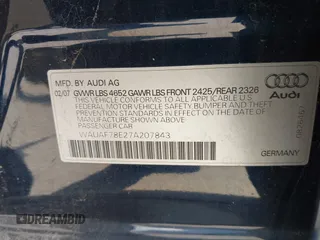 MFD. BY AUDI AG
02/07 GVWR LBS 4652 GAWR LBS FRONT 2425/REAR 2326
THIS VEHICLE CONFORMS TO ALL APPLICABLE U.S.
FEDERAL MOTOR VEHICLE SAFETY BUMPER AND THEFT
PREVENTION STANDARDS IN EFFECT ON THE DATE
OF MANUFACTURE SHOWN ABOVE
PASSENGER CAR
WAUAF78E27A207843
Audi
GERMANY
DREAMBID